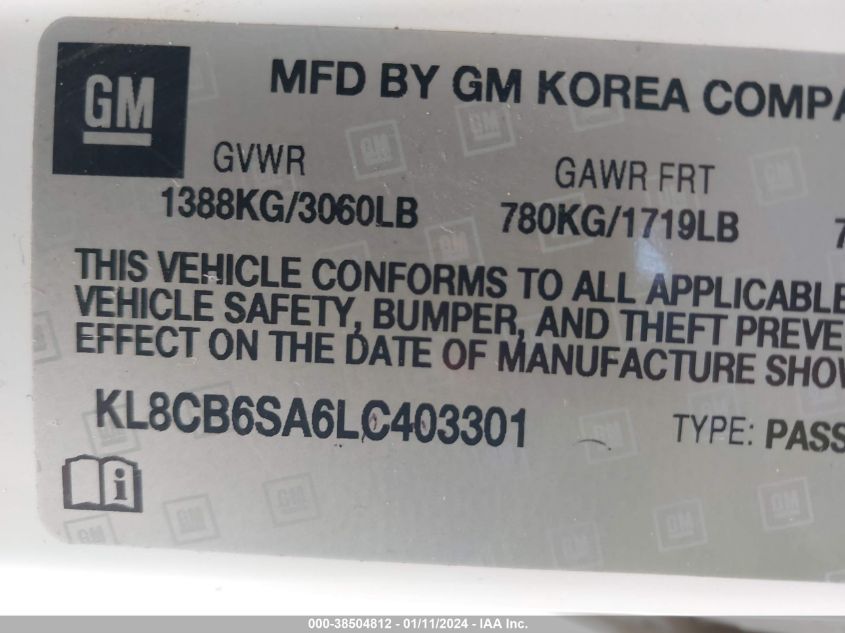 GM
MFD BY GM KOREA COMPA
GVWR
GAWR FRT
1388KG/3060LB
780KG/1719LB
7
THIS VEHICLE CONFORMS TO ALL APPLICABLE
VEHICLE SAFETY, BUMPER, AND THEFT PREVE
EFFECT ON THE DATE OF MANUFACTURE SHOW
KL8CB6SA6LC403301
TYPE: PASS
i
000-38504812 - 01/11/2024 - IAA Inc.